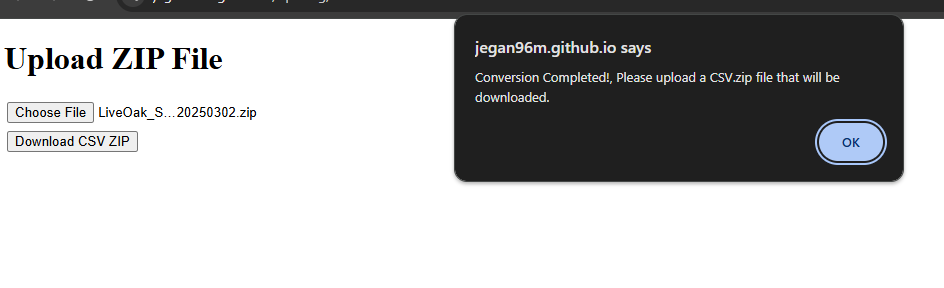 jegan96m.github.io says
Upload ZIP File
Conversion Completed!, Please upload a CSV.zip file that will be
downloaded.
Choose File LiveOak_S...20250302.zip
Download CSV ZIP
OK